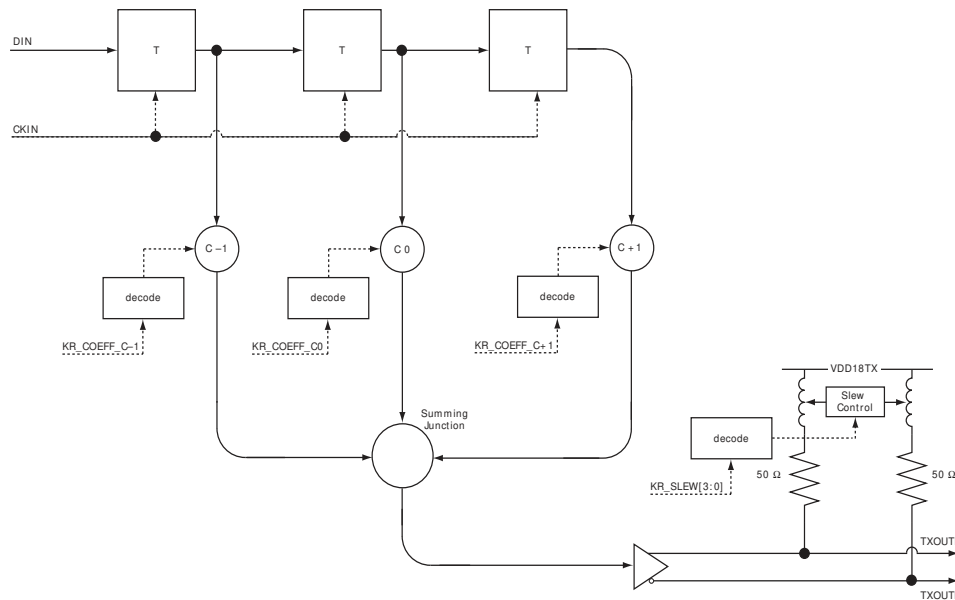 DIN
T
T
T
CKIN
C –1
C 0
C + 1
decode
decode
decode
KR_COEFF_C–1
KR_COEFF_C0
KR_COEFF_C+ 1
VDD18TX
Slew
Control
Summing
Junction
decode
50 Ω
50 Ω
KR_SLEW[3:0]
TXOUT
TXOUT